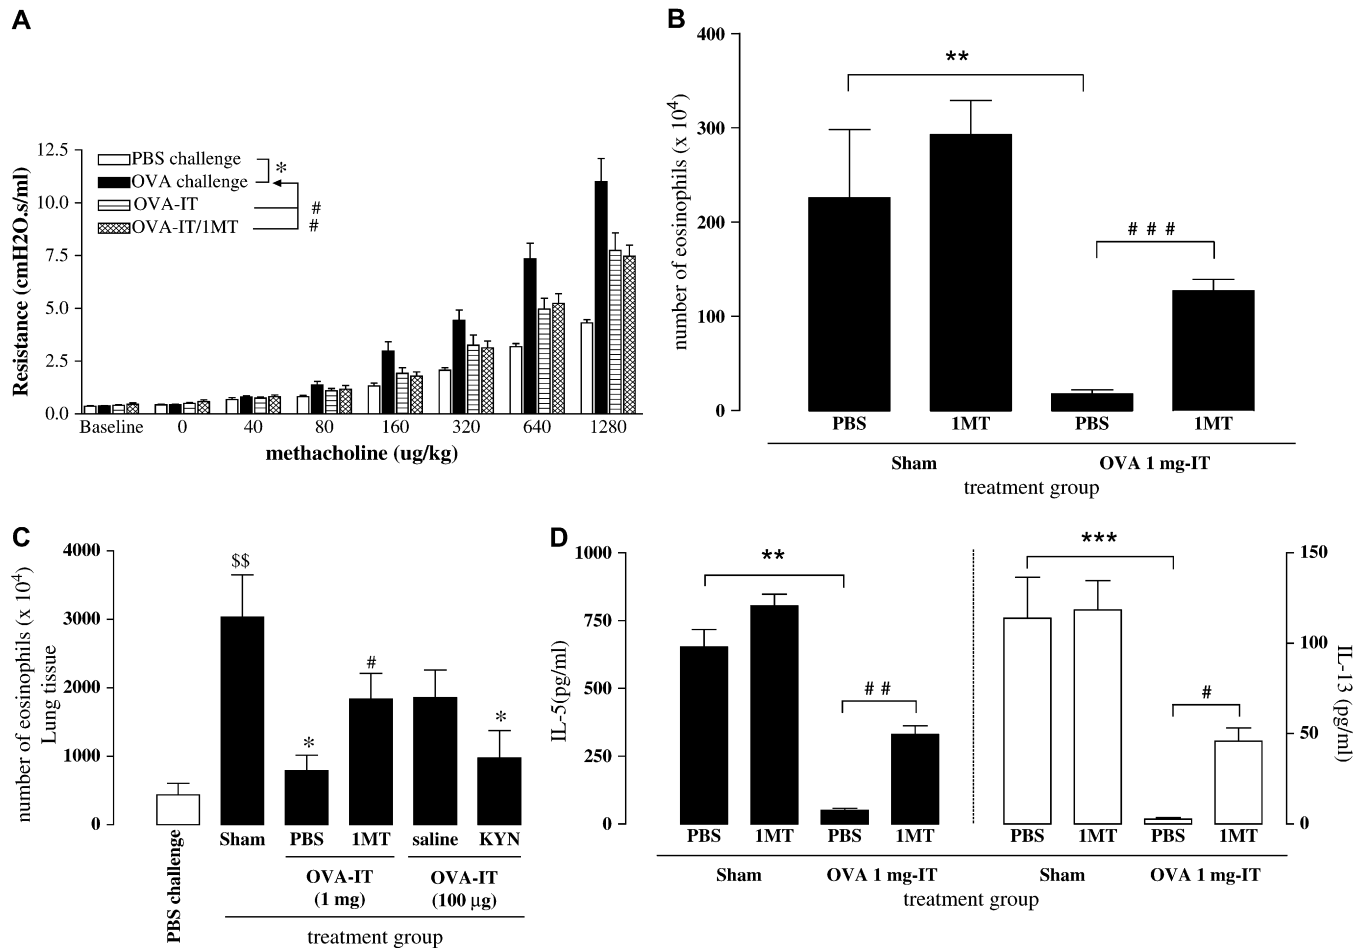 A
Resistance (cmH2O.s/ml)
12.5
10.0
7.5
5.0
2.5
0.0
PBS challenge
OVA challenge
OVA-IT
OVA-IT/1MT
*
#
#
Baseline 0 40 80 160 320 640 1280
methacholine (ug/kg)
B
number of eosinophils (x 10⁴)
400
300
200
100
0
**
# # #
PBS 1MT PBS 1MT
Sham OVA 1 mg-IT
treatment group
C
number of eosinophils (x 10⁴)
Lung tissue
4000
3000
2000
1000
0
$$
*
#
*
PBS challenge
Sham PBS 1MT saline KYN
OVA-IT OVA-IT
(1 mg) (100 µg)
treatment group
D
IL-5(pg/ml)
1000
750
500
250
0
**
# #
***
#
150
100
50
0
IL-13 (pg/ml)
PBS 1MT PBS 1MT PBS 1MT PBS 1MT
Sham OVA 1 mg-IT Sham OVA 1 mg-IT
treatment group